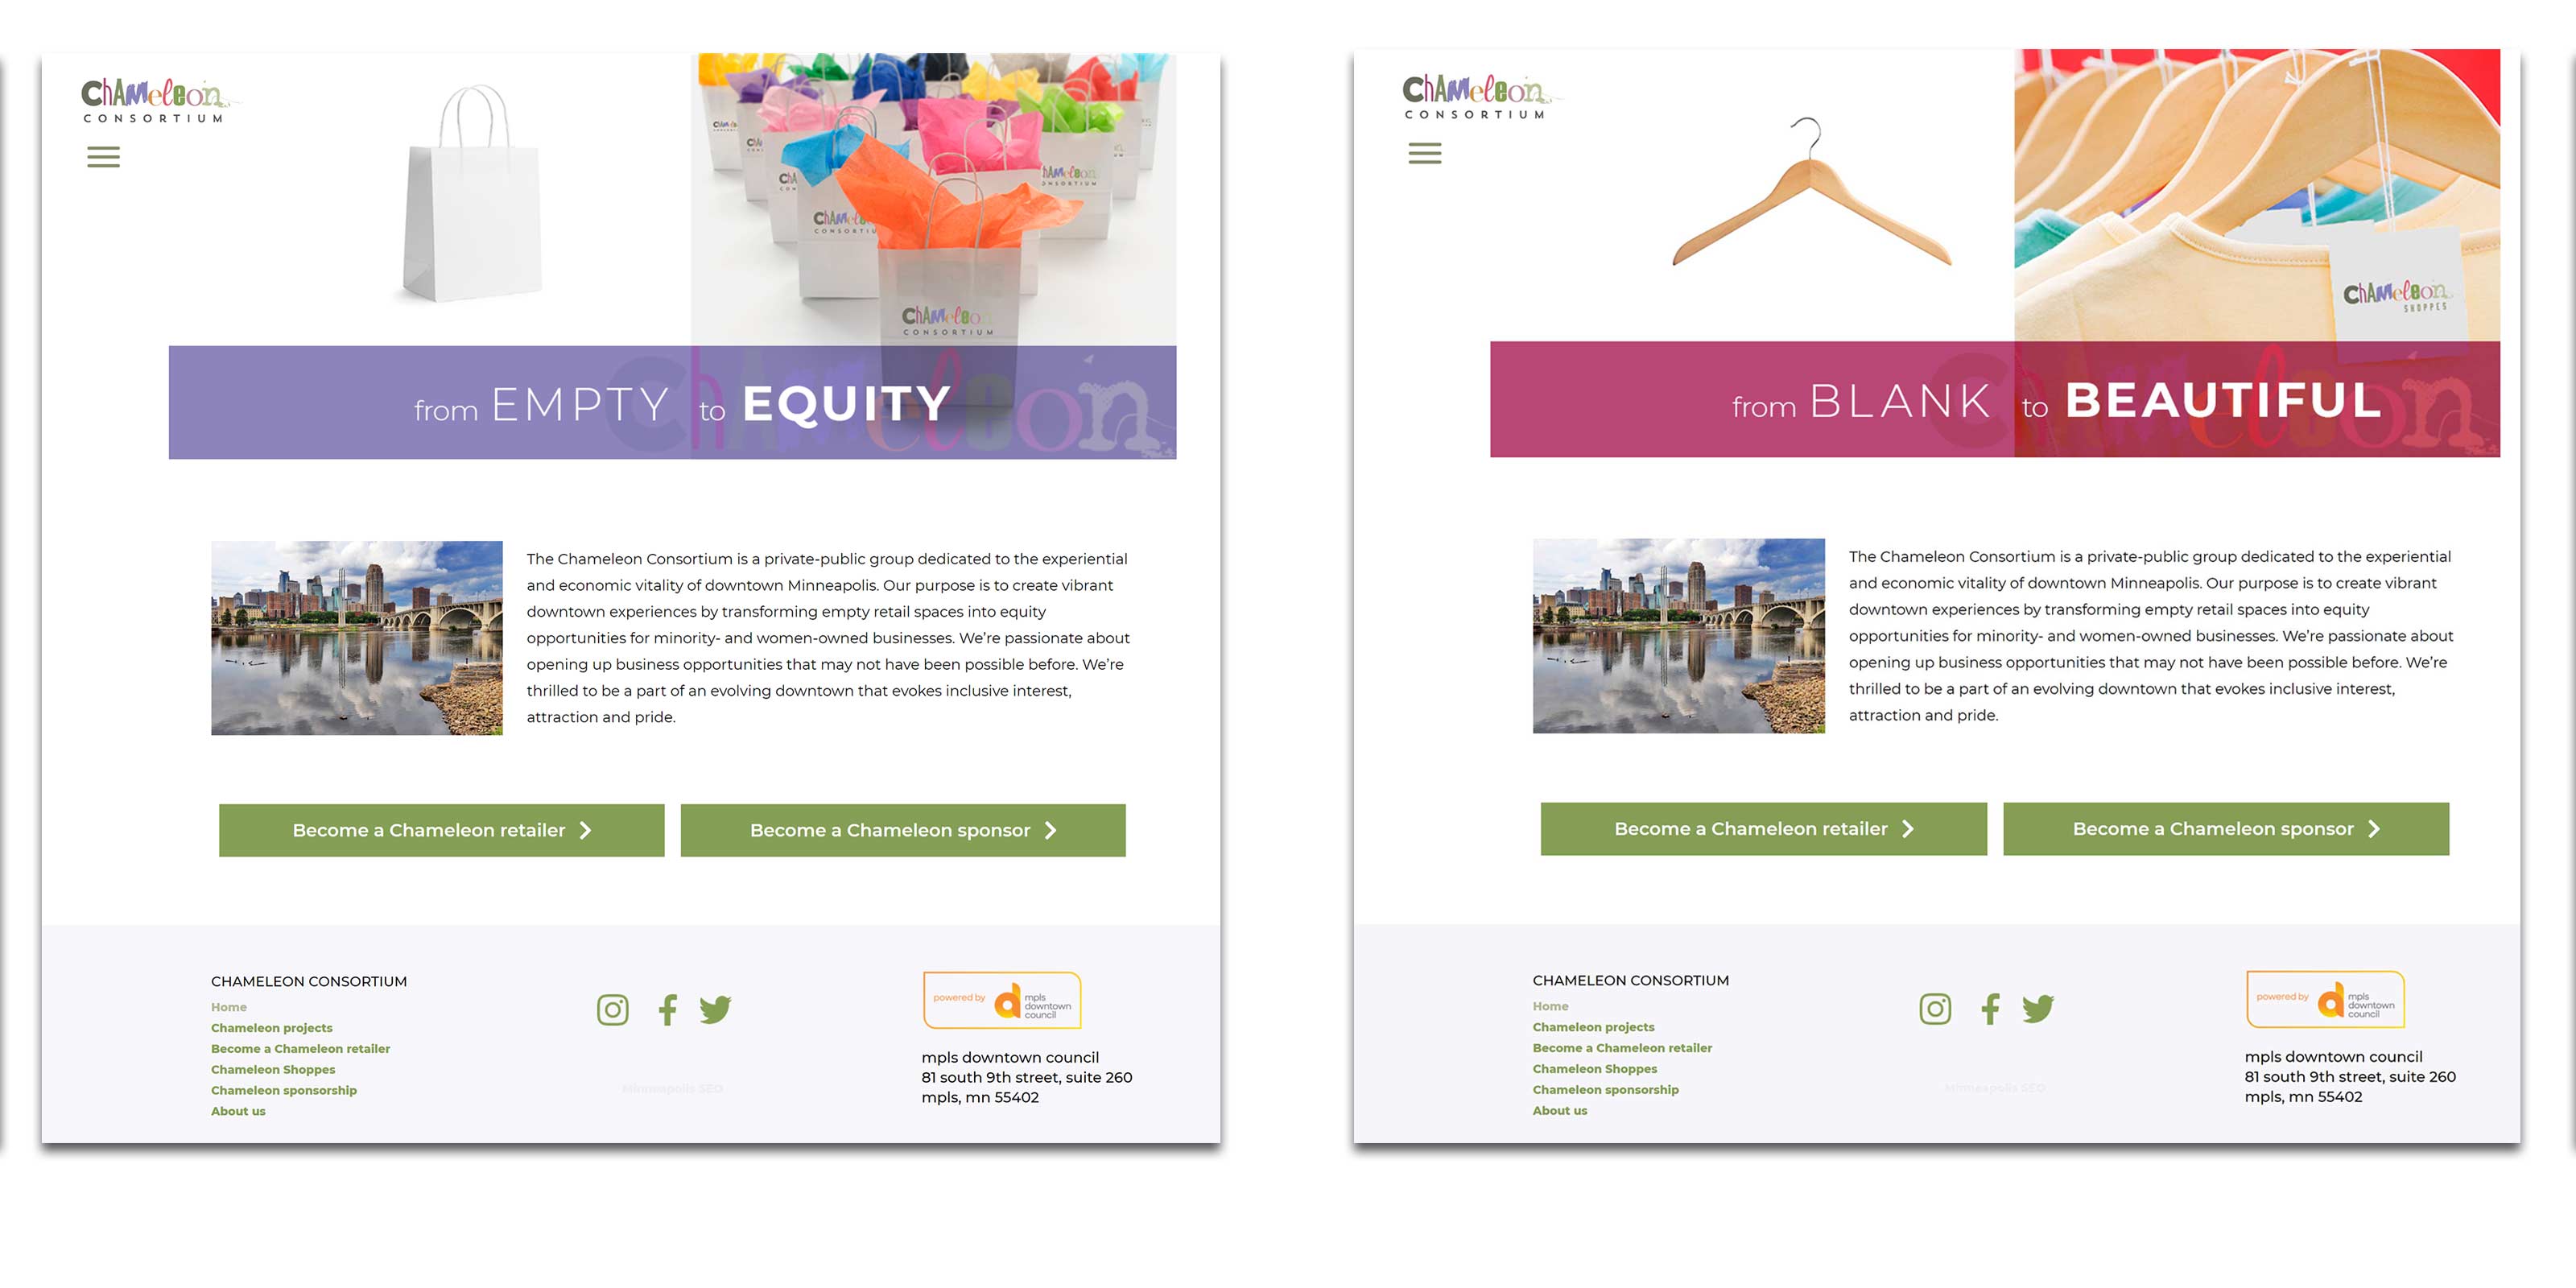 ChAMeleon
CONSORTIUM
ChAMeleon
CONSORTIUM
ChAMeleon
CONSORTIUM
from EMPTY to EQUITY
Chameleon
The Chameleon Consortium is a private-public group dedicated to the experiential
and economic vitality of downtown Minneapolis. Our purpose is to create vibrant
downtown experiences by transforming empty retail spaces into equity
opportunities for minority- and women-owned businesses. We’re passionate about
opening up business opportunities that may not have been possible before. We’re
thrilled to be a part of an evolving downtown that evokes inclusive interest,
attraction and pride.
Become a Chameleon retailer
Become a Chameleon sponsor
CHAMELEON CONSORTIUM
Home
Chameleon projects
Become a Chameleon retailer
Chameleon Shoppes
Chameleon sponsorship
About us
Minneapolis SEO
powered by
mpls
downtown
council
mpls downtown council
81 south 9th street, suite 260
mpls, mn 55402
ChAMeleon
CONSORTIUM
ChAMeleon
SHOPPES
from BLANK to BEAUTIFUL
Chameleon
The Chameleon Consortium is a private-public group dedicated to the experiential
and economic vitality of downtown Minneapolis. Our purpose is to create vibrant
downtown experiences by transforming empty retail spaces into equity
opportunities for minority- and women-owned businesses. We’re passionate about
opening up business opportunities that may not have been possible before. We’re
thrilled to be a part of an evolving downtown that evokes inclusive interest,
attraction and pride.
Become a Chameleon retailer
Become a Chameleon sponsor
CHAMELEON CONSORTIUM
Home
Chameleon projects
Become a Chameleon retailer
Chameleon Shoppes
Chameleon sponsorship
About us
Minneapolis SEO
powered by
mpls
downtown
council
mpls downtown council
81 south 9th street, suite 260
mpls, mn 55402